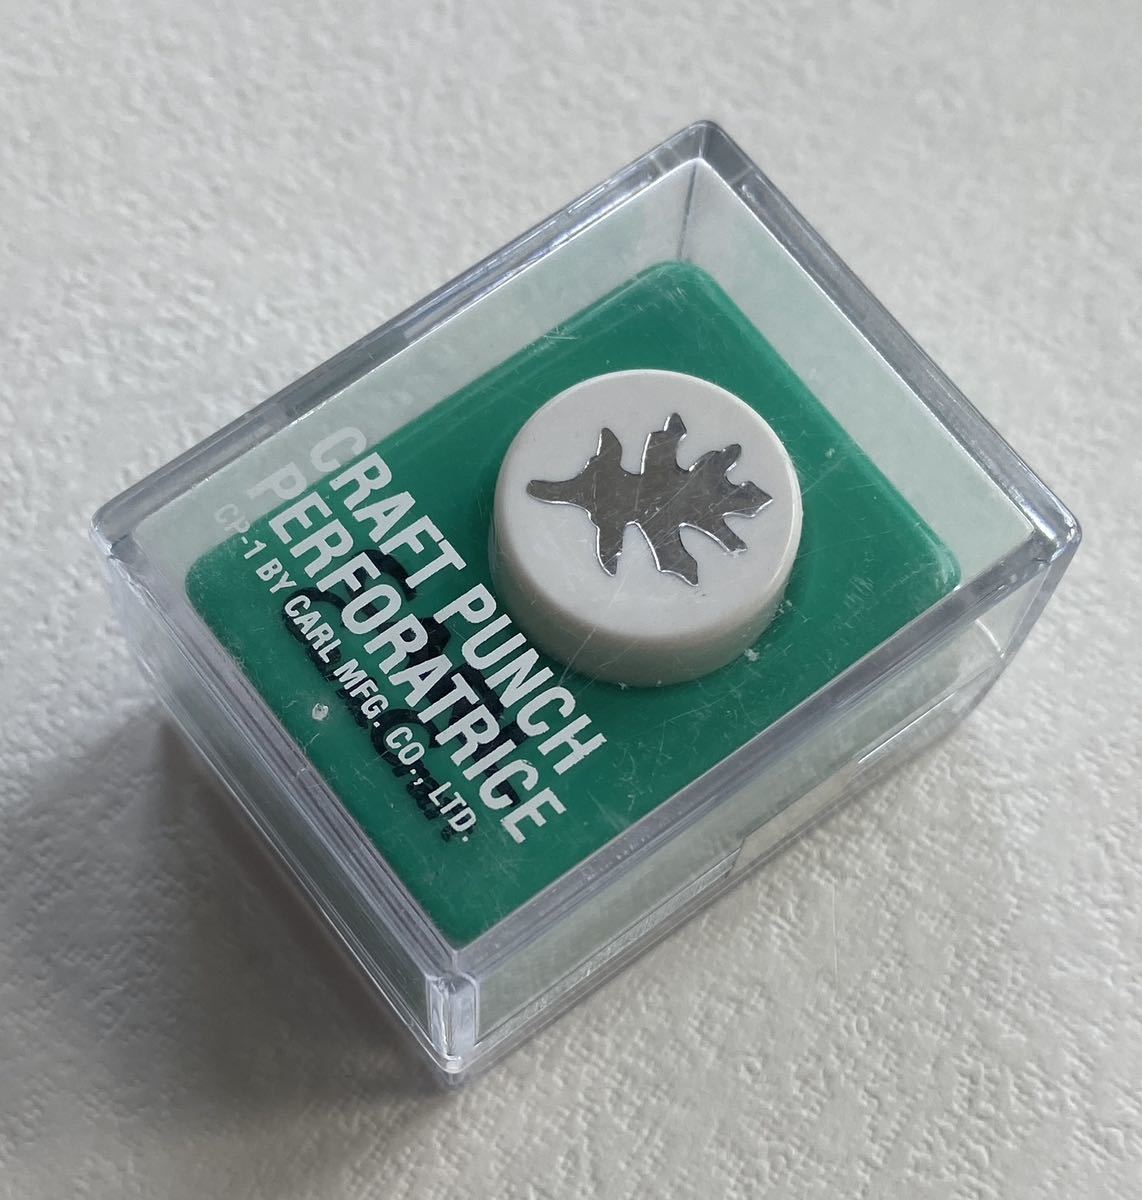 CRAFT PUNCH
PERFORATRICE
CP-1 BY CARL MFG. CO., LTD.